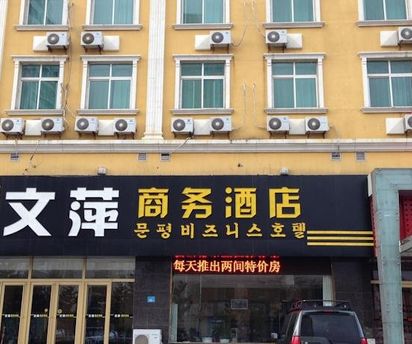 文萍 商务酒店
문평비즈니스호텔
每天推出两间特价房